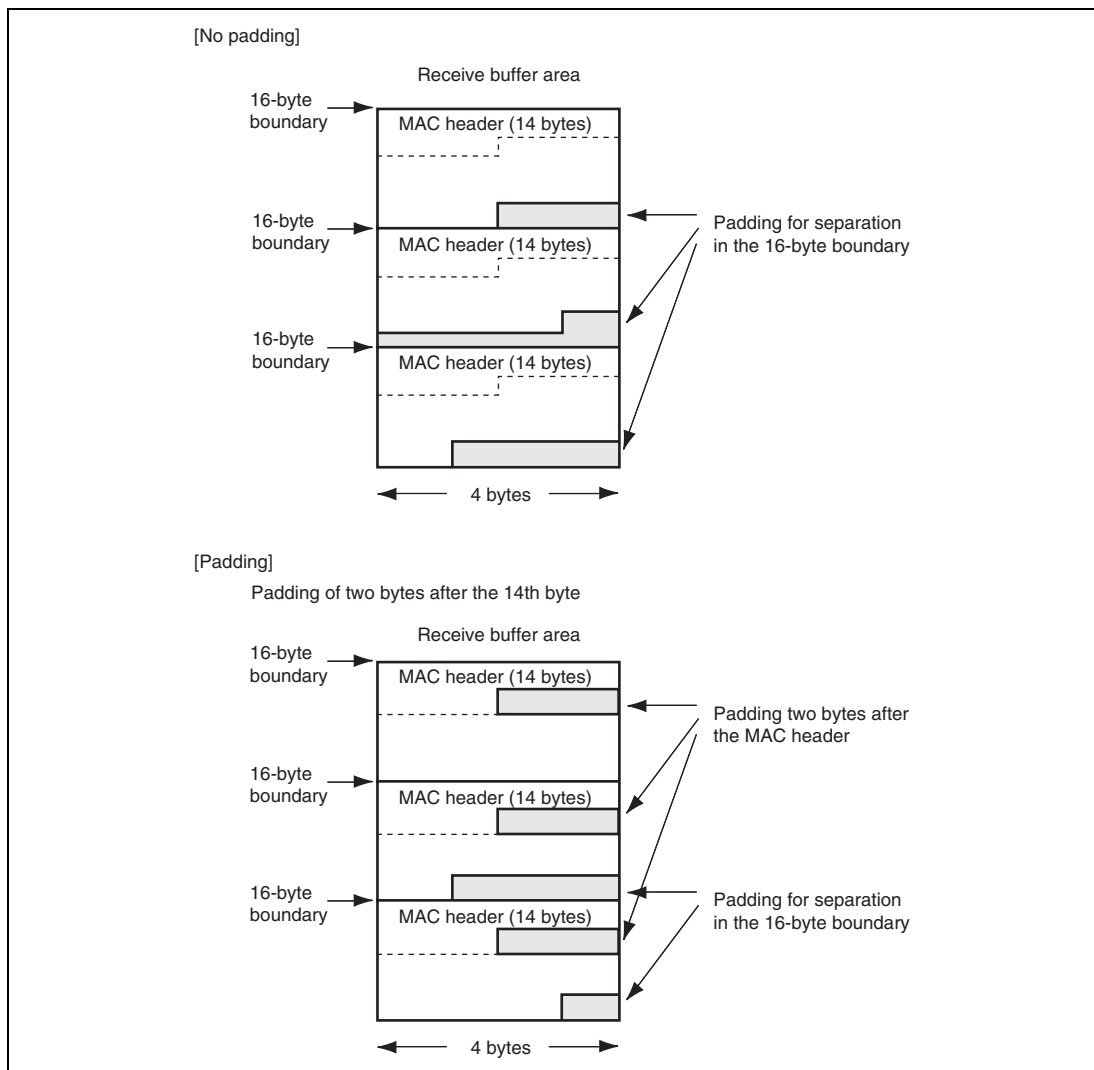 [No padding]
Receive buffer area
16-byte
boundary
MAC header (14 bytes)
16-byte
boundary
MAC header (14 bytes)
Padding for separation
in the 16-byte boundary
16-byte
boundary
MAC header (14 bytes)
4 bytes
[Padding]
Padding of two bytes after the 14th byte
Receive buffer area
16-byte
boundary
MAC header (14 bytes)
Padding two bytes after
the MAC header
16-byte
boundary
MAC header (14 bytes)
16-byte
boundary
MAC header (14 bytes)
Padding for separation
in the 16-byte boundary
4 bytes